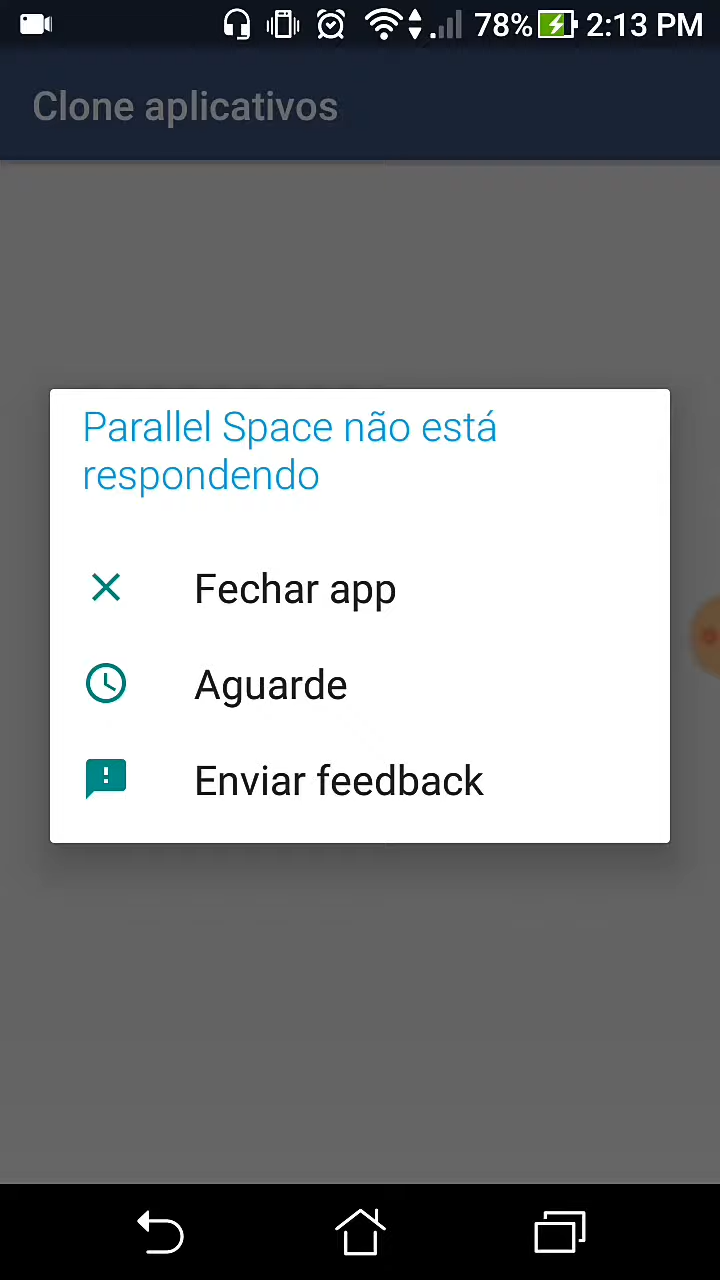 78% 2:13 PM
Clone aplicativos
Parallel Space não está
respondendo
Fechar app
Aguarde
Enviar feedback